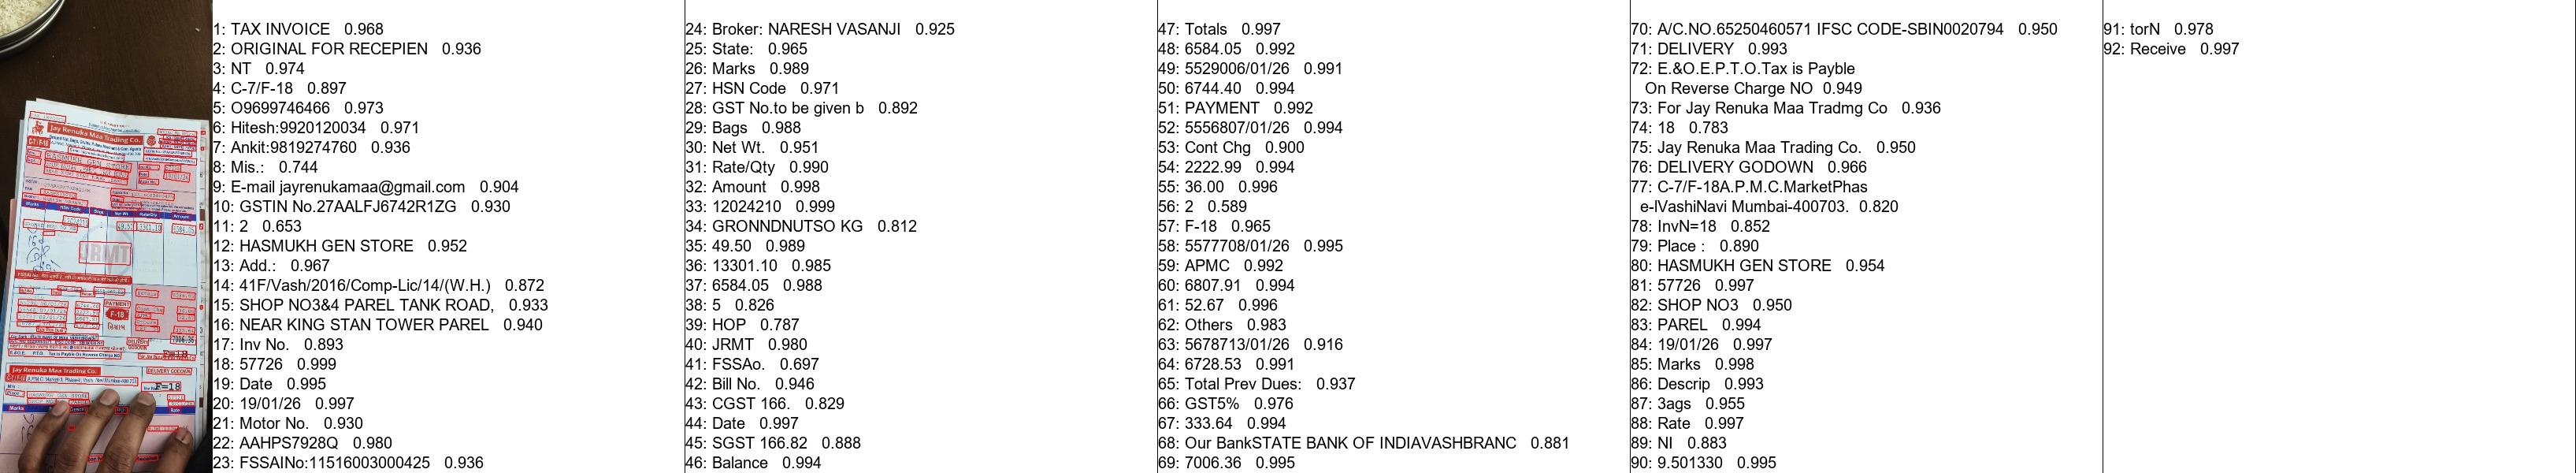 1: TAX INVOICE 0.968
2: ORIGINAL FOR RECEPIEN 0.936
3: NT 0.974
4: C-7/F-18 0.897
5: O9699746466 0.973
6: Hitesh:9920120034 0.971
7: Ankit:9819274760 0.936
8: Mis.: 0.744
9: E-mail jayrenukamaa@gmail.com 0.904
10: GSTIN No.27AALFJ6742R1ZG 0.930
11: 2 0.653
12: HASMUKH GEN STORE 0.952
13: Add.: 0.967
14: 41F/Vash/2016/Comp-Lic/14/(W.H.) 0.872
15: SHOP NO3&4 PAREL TANK ROAD, 0.933
16: NEAR KING STAN TOWER PAREL 0.940
17: Inv No. 0.893
18: 57726 0.999
19: Date 0.995
20: 19/01/26 0.997
21: Motor No. 0.930
22: AAHPS7928Q 0.980
23: FSSAINo:11516003000425 0.936
24: Broker: NARESH VASANJI 0.925
25: State: 0.965
26: Marks 0.989
27: HSN Code 0.971
28: GST No.to be given b 0.892
29: Bags 0.988
30: Net Wt. 0.951
31: Rate/Qty 0.990
32: Amount 0.998
33: 12024210 0.999
34: GRONNDNUTSO KG 0.812
35: 49.50 0.989
36: 13301.10 0.985
37: 6584.05 0.988
38: 5 0.826
39: HOP 0.787
40: JRMT 0.980
41: FSSAo. 0.697
42: Bill No. 0.946
43: CGST 166. 0.829
44: Date 0.997
45: SGST 166.82 0.888
46: Balance 0.994
47: Totals 0.997
48: 6584.05 0.992
49: 5529006/01/26 0.991
50: 6744.40 0.994
51: PAYMENT 0.992
52: 5556807/01/26 0.994
53: Cont Chg 0.900
54: 2222.99 0.994
55: 36.00 0.996
56: 2 0.589
57: F-18 0.965
58: 5577708/01/26 0.995
59: APMC 0.992
60: 6807.91 0.994
61: 52.67 0.996
62: Others 0.983
63: 5678713/01/26 0.916
64: 6728.53 0.991
65: Total Prev Dues: 0.937
66: GST5% 0.976
67: 333.64 0.994
68: Our BankSTATE BANK OF INDIAVASHBRANC 0.881
69: 7006.36 0.995
70: A/C.NO.65250460571 IFSC CODE-SBIN0020794 0.950
71: DELIVERY 0.993
72: E.&O.E.P.T.O.Tax is Payble
On Reverse Charge NO 0.949
73: For Jay Renuka Maa Tradmg Co 0.936
74: 18 0.783
75: Jay Renuka Maa Trading Co. 0.950
76: DELIVERY GODOWN 0.966
77: C-7/F-18A.P.M.C.MarketPhas
e-IVashiNavi Mumbai-400703. 0.820
78: InvN=18 0.852
79: Place : 0.890
80: HASMUKH GEN STORE 0.954
81: 57726 0.997
82: SHOP NO3 0.950
83: PAREL 0.994
84: 19/01/26 0.997
85: Marks 0.998
86: Descrip 0.993
87: 3ags 0.955
88: Rate 0.997
89: NI 0.883
90: 9.501330 0.995
91: torN 0.978
92: Receive 0.997